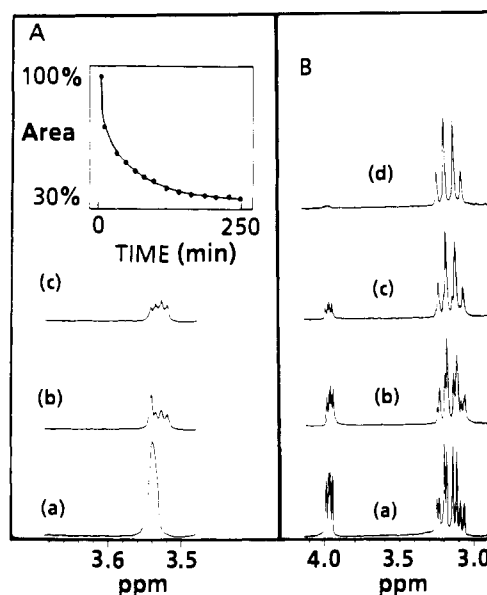 A
100%
Area
30%
0
250
TIME (min)
(c)
(b)
(a)
3.6
3.5
ppm
B
(d)
(c)
(b)
(a)
4.0
3.5
3.0
ppm